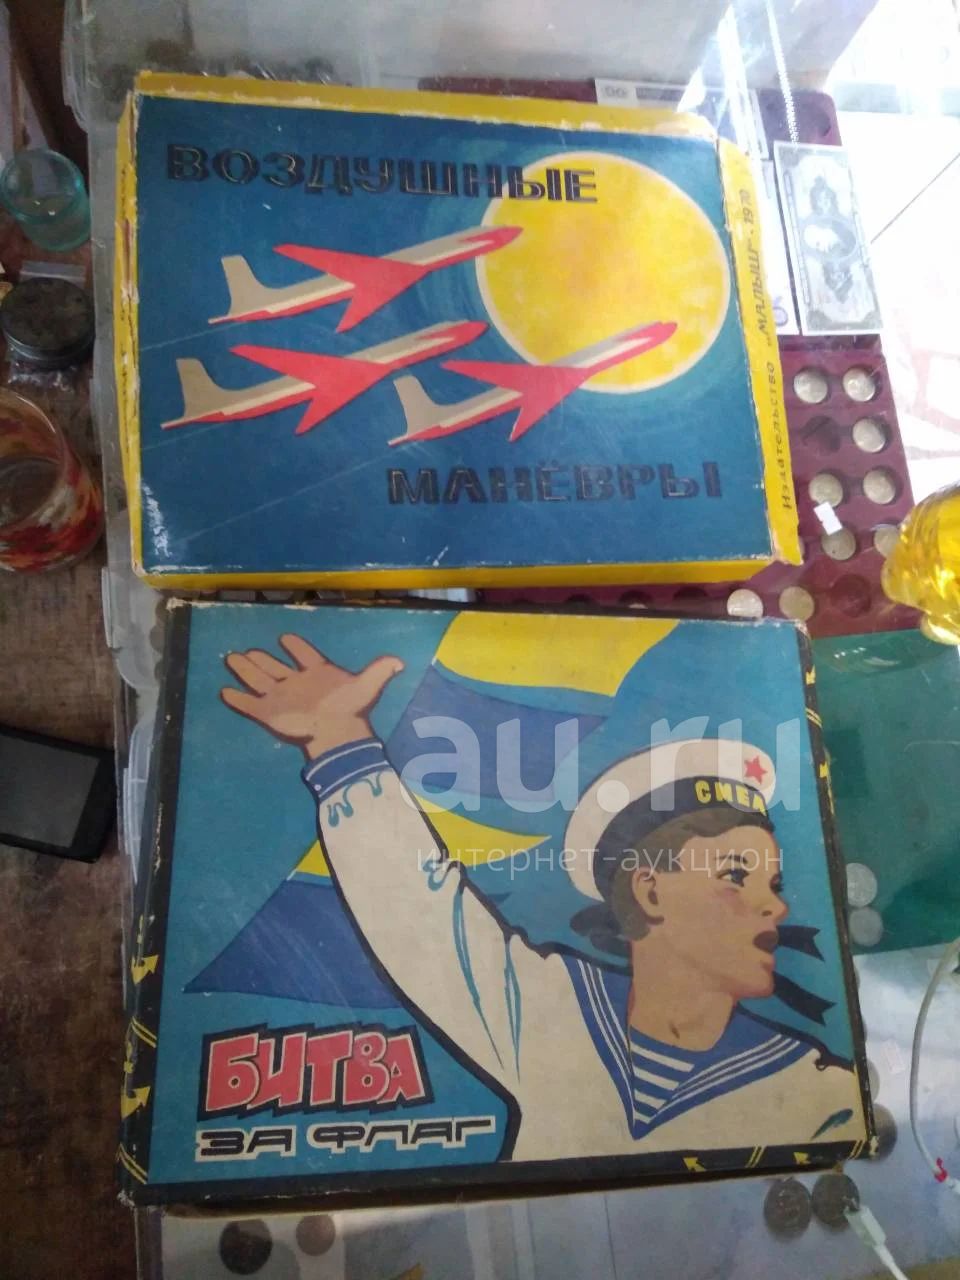 ВОЗДУШНЫЕ
МАНЁВРЫ
Издательство „МАЛЫШ" · 1970
au.ru
интернет-аукцион
СМЕЛ
БИТВА
ЗА ФЛАГ